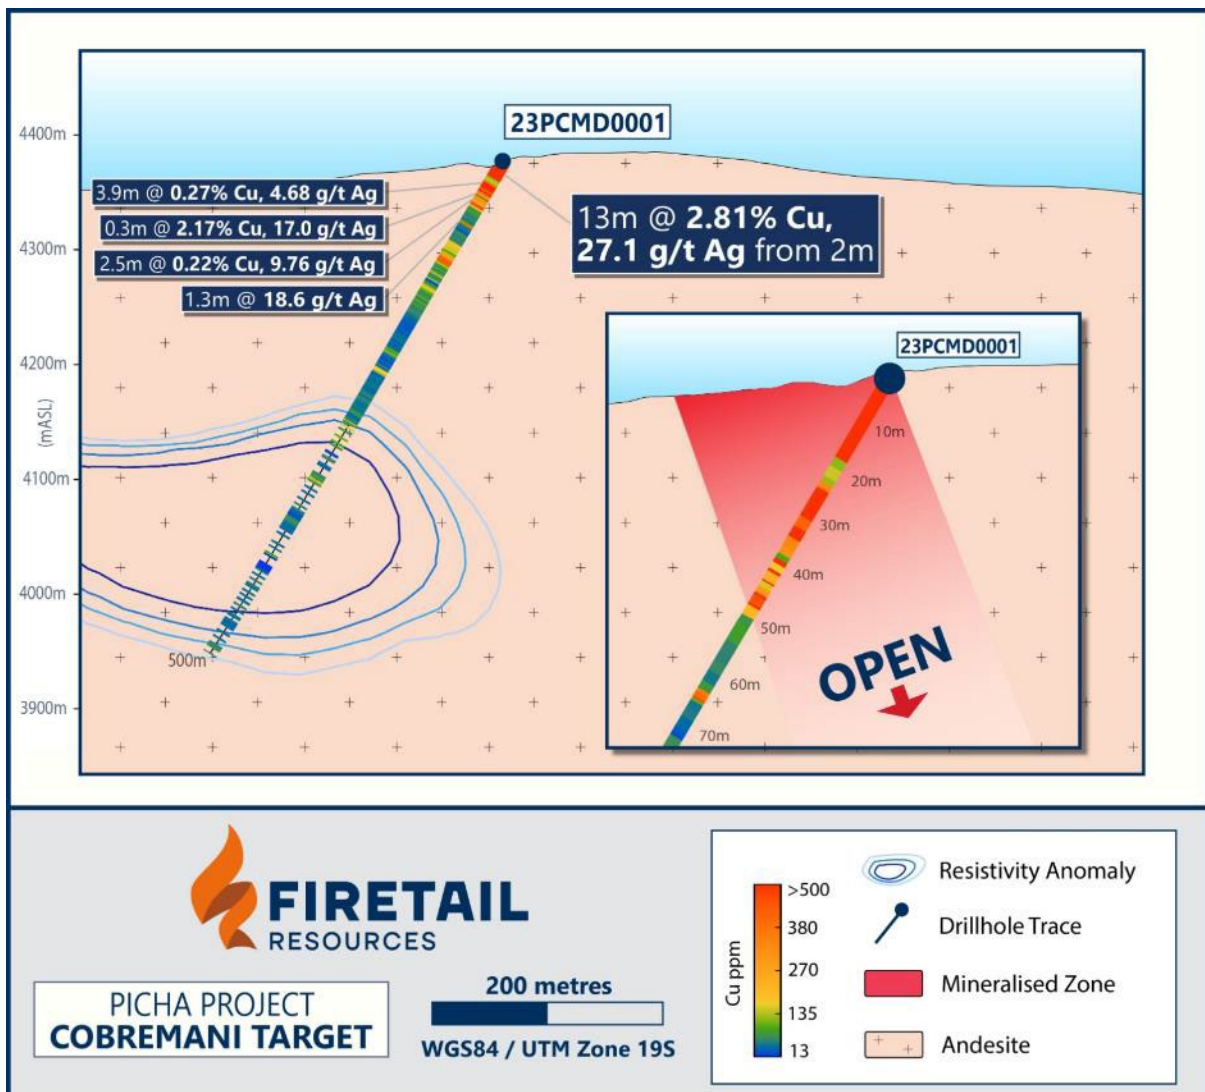 23PCMD0001
4400m
4300m
4200m
4100m
4000m
3900m
(mASL)
3.9m @ 0.27% Cu, 4.68 g/t Ag
0.3m @ 2.17% Cu, 17.0 g/t Ag
2.5m @ 0.22% Cu, 9.76 g/t Ag
1.3m @ 18.6 g/t Ag
13m @ 2.81% Cu,
27.1 g/t Ag from 2m
500m
23PCMD0001
10m
20m
30m
40m
50m
60m
70m
OPEN
FIRETAIL
RESOURCES
PICHA PROJECT
COBREMANI TARGET
200 metres
WGS84 / UTM Zone 19S
Cu ppm
>500
380
270
135
13
Resistivity Anomaly
Drillhole Trace
Mineralised Zone
Andesite